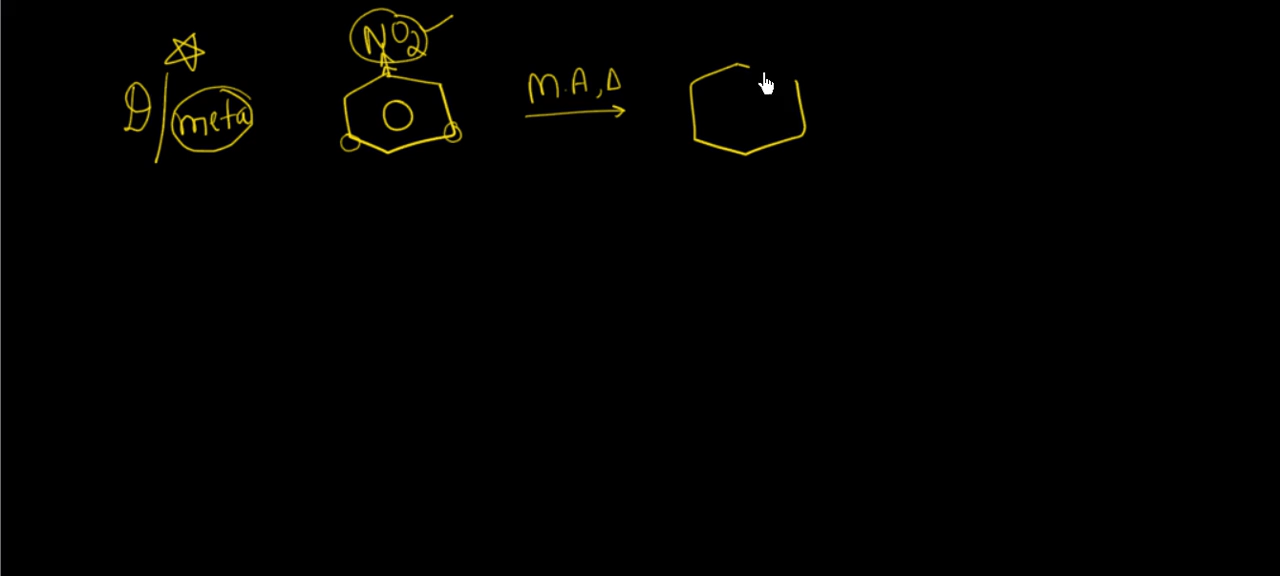 NO2
D/meta
M.A, Δ